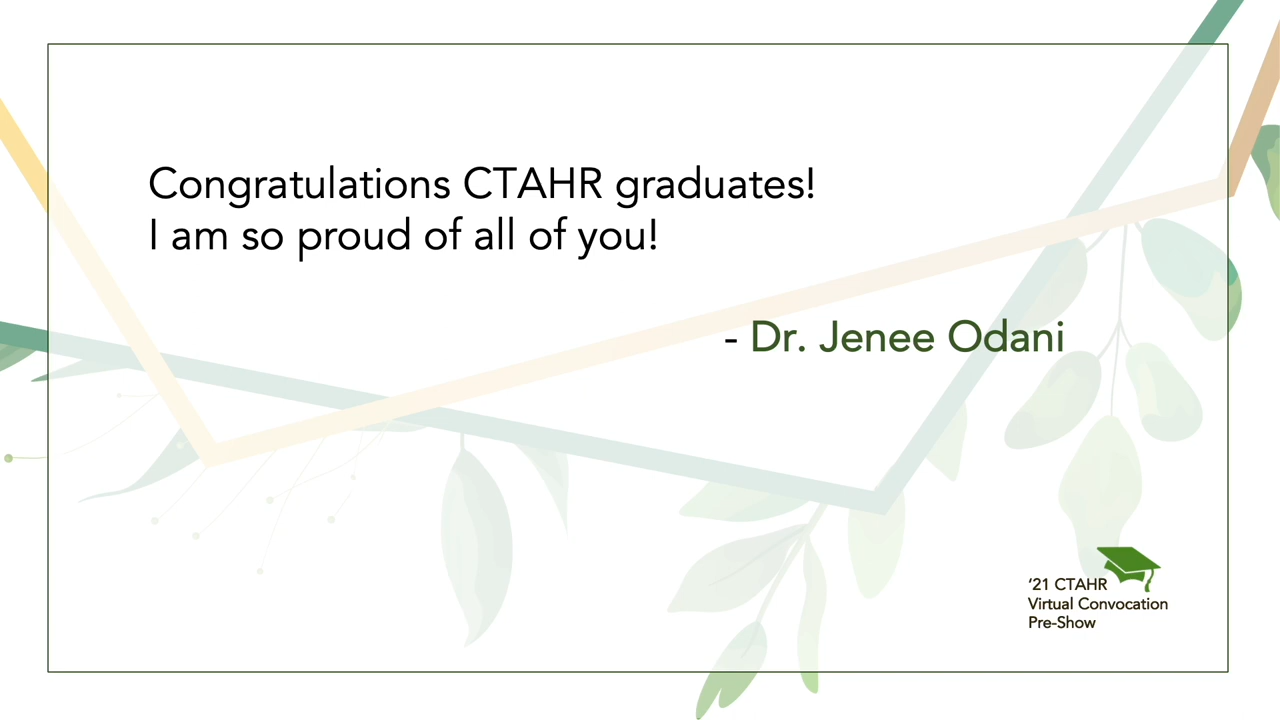 Congratulations CTAHR graduates!
I am so proud of all of you!
- Dr. Jenee Odani
‘21 CTAHR
Virtual Convocation
Pre-Show